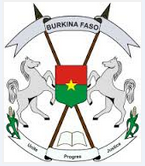 BURKINA FASO
Unité Progrès Justice